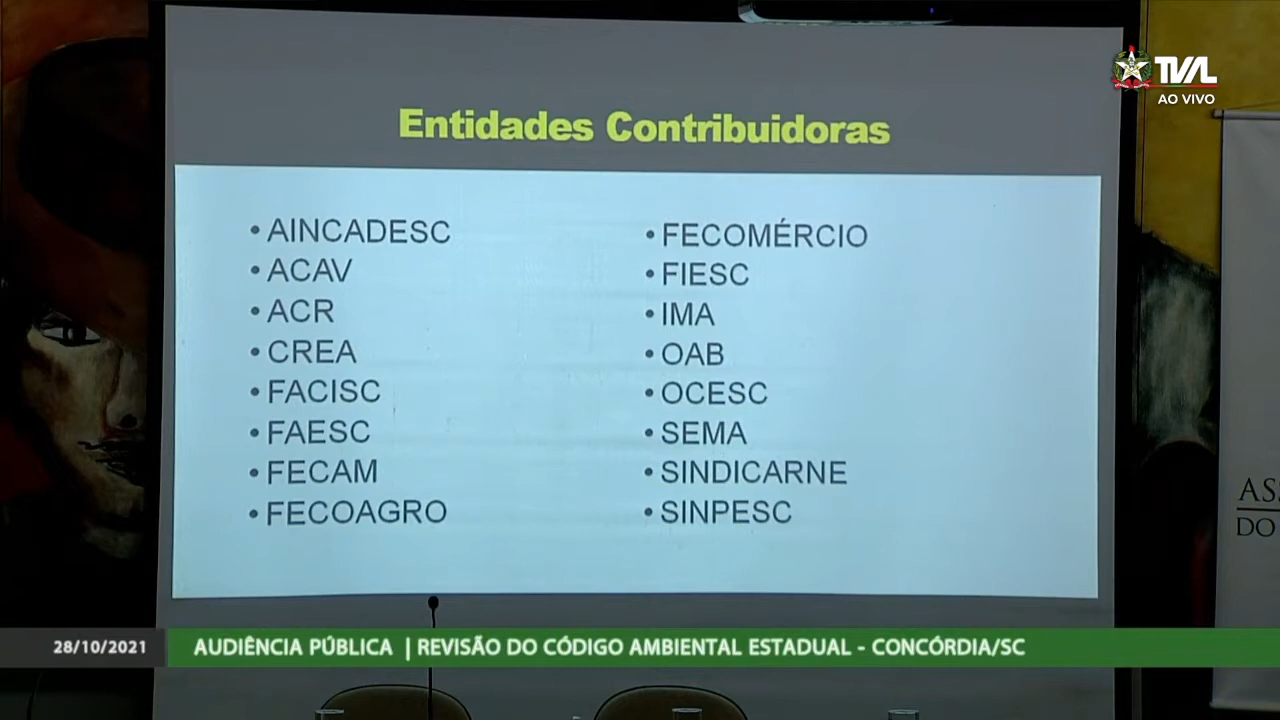 TVAL
AO VIVO
Entidades Contribuidoras
• AINCADESC
• ACAV
• ACR
• CREA
• FACISC
• FAESC
• FECAM
• FECOAGRO
• FECOMÉRCIO
• FIESC
• IMA
• OAB
• OCESC
• SEMA
• SINDICARNE
• SINPESC
DO
28/10/2021
AUDIÊNCIA PÚBLICA | REVISÃO DO CÓDIGO AMBIENTAL ESTADUAL - CONCÓRDIA/SC